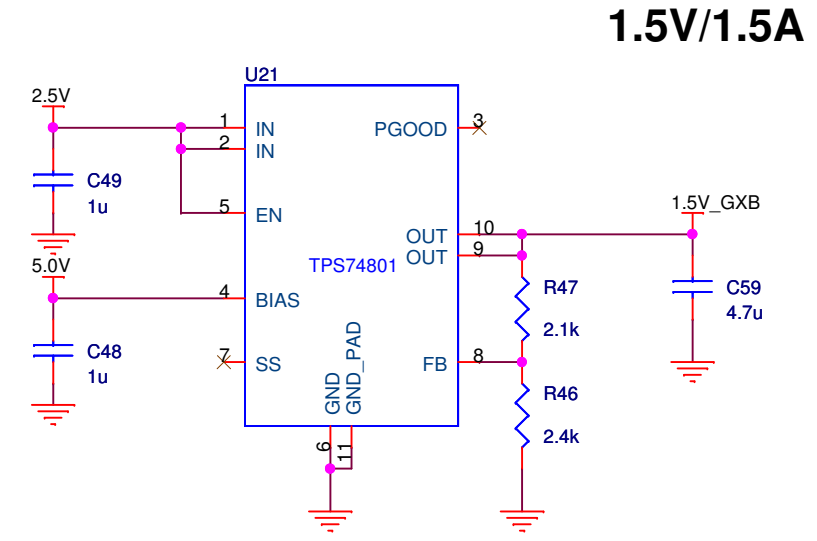 1.5V/1.5A
U21
2.5V
1
IN
PGOOD
3
2
IN
C49
1u
5
EN
1.5V_GXB
10
OUT
9
OUT
5.0V
TPS74801
4
BIAS
R47
2.1k
C59
4.7u
C48
1u
7
SS
FB
8
GND
GND_PAD
R46
2.4k
6
11